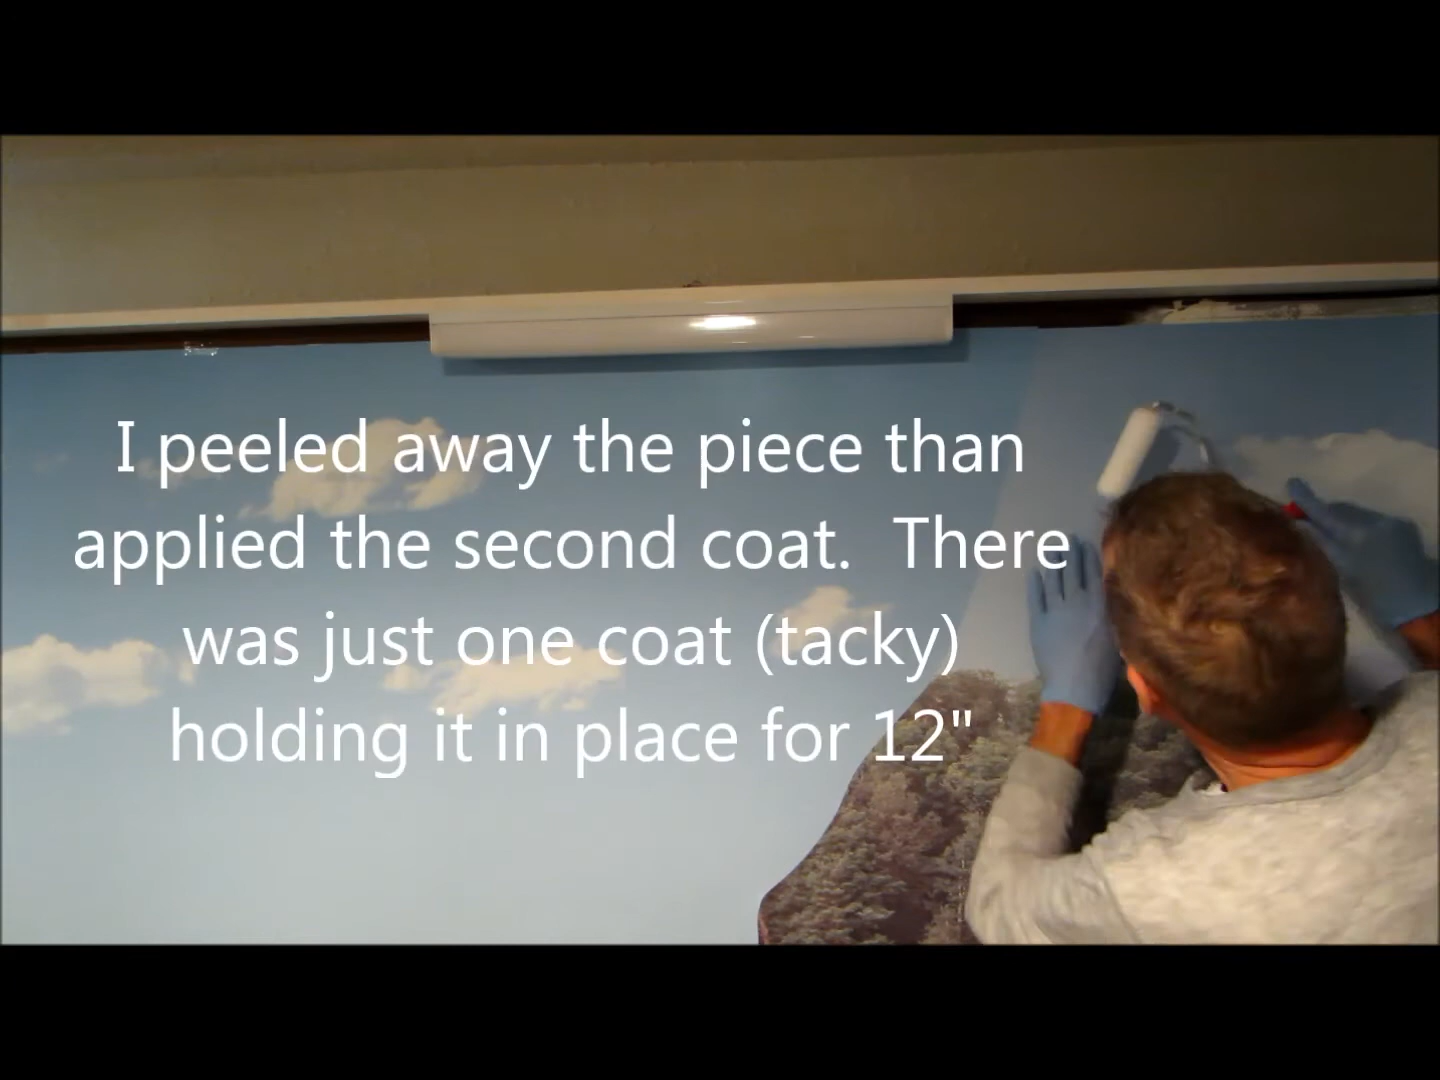 I peeled away the piece than
applied the second coat.  There
was just one coat (tacky)
holding it in place for 12"